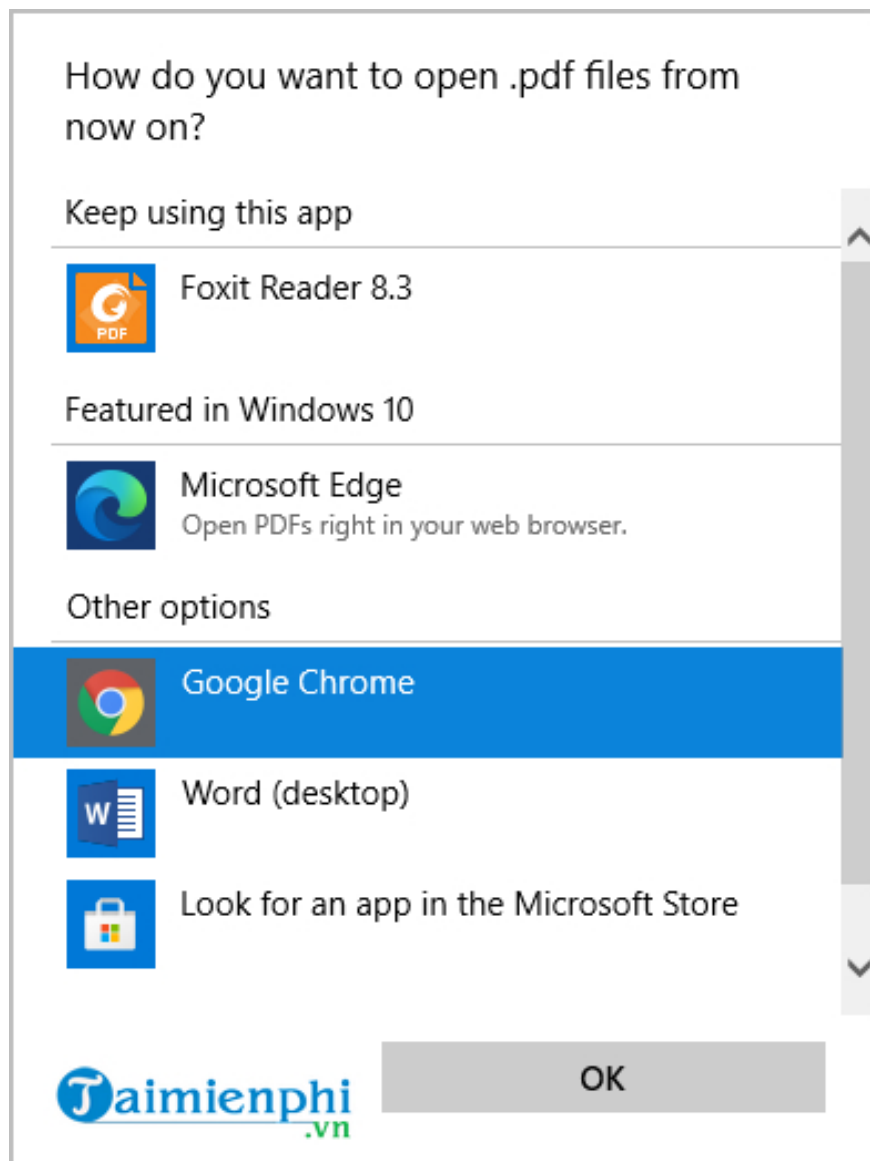 How do you want to open .pdf files from
now on?
Keep using this app
PDF
Foxit Reader 8.3
Featured in Windows 10
Microsoft Edge
Open PDFs right in your web browser.
Other options
Google Chrome
W
Word (desktop)
Look for an app in the Microsoft Store
OK
Taimienphi
.vn